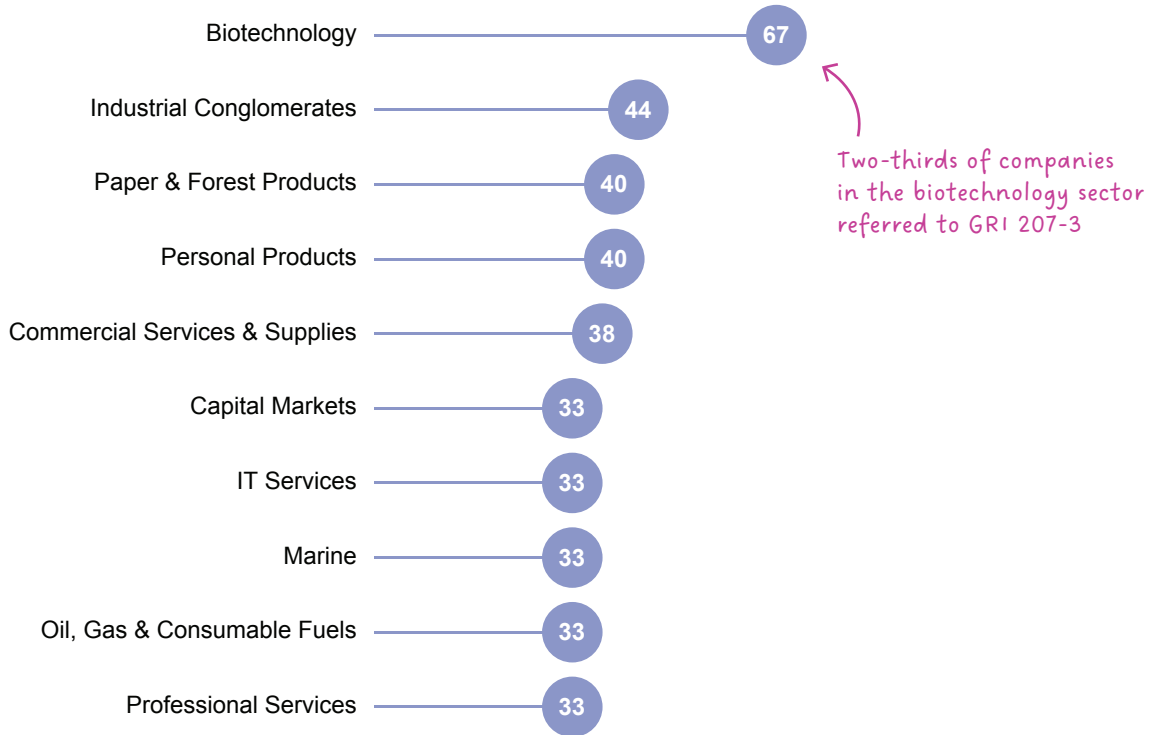 Biotechnology 67
Industrial Conglomerates 44
Two-thirds of companies
in the biotechnology sector
referred to GRI 207-3
Paper & Forest Products 40
Personal Products 40
Commercial Services & Supplies 38
Capital Markets 33
IT Services 33
Marine 33
Oil, Gas & Consumable Fuels 33
Professional Services 33